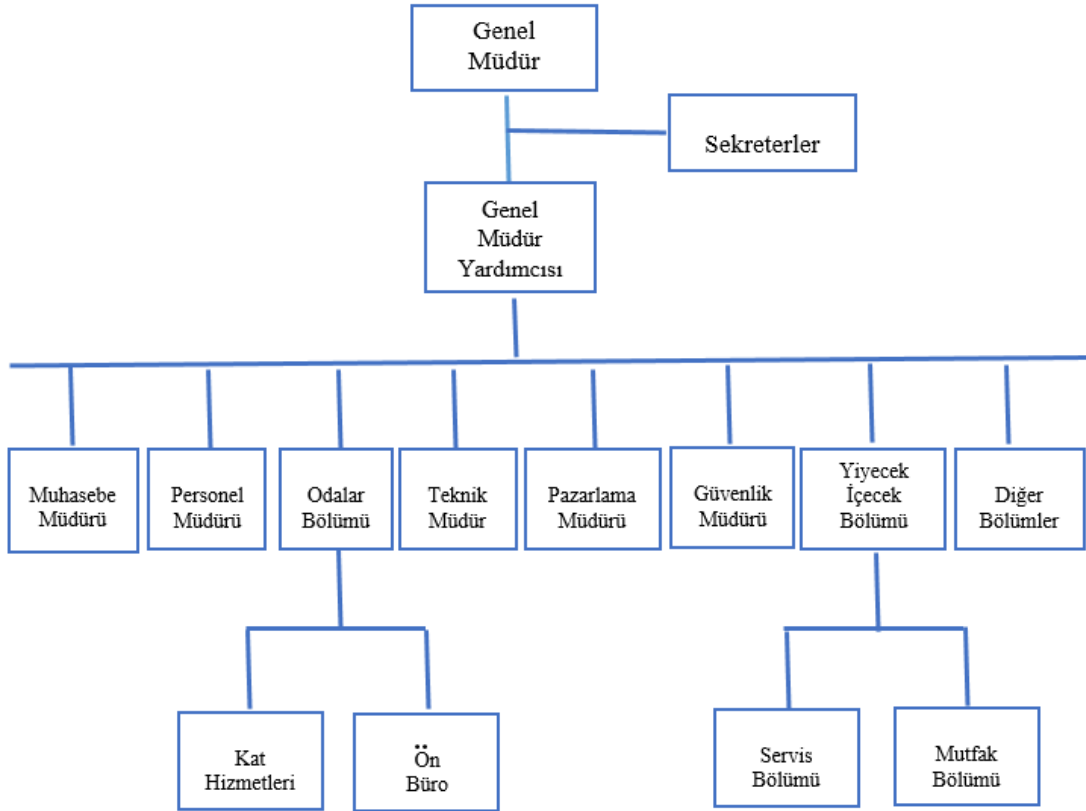 Genel
Müdür
Sekreterler
Genel
Müdür
Yardımcısı
Muhasebe
Müdürü
Personel
Müdürü
Odalar
Bölümü
Teknik
Müdür
Pazarlama
Müdürü
Güvenlik
Müdürü
Yiyecek
İçecek
Bölümü
Diğer
Bölümler
Kat
Hizmetleri
Ön
Büro
Servis
Bölümü
Mutfak
Bölümü